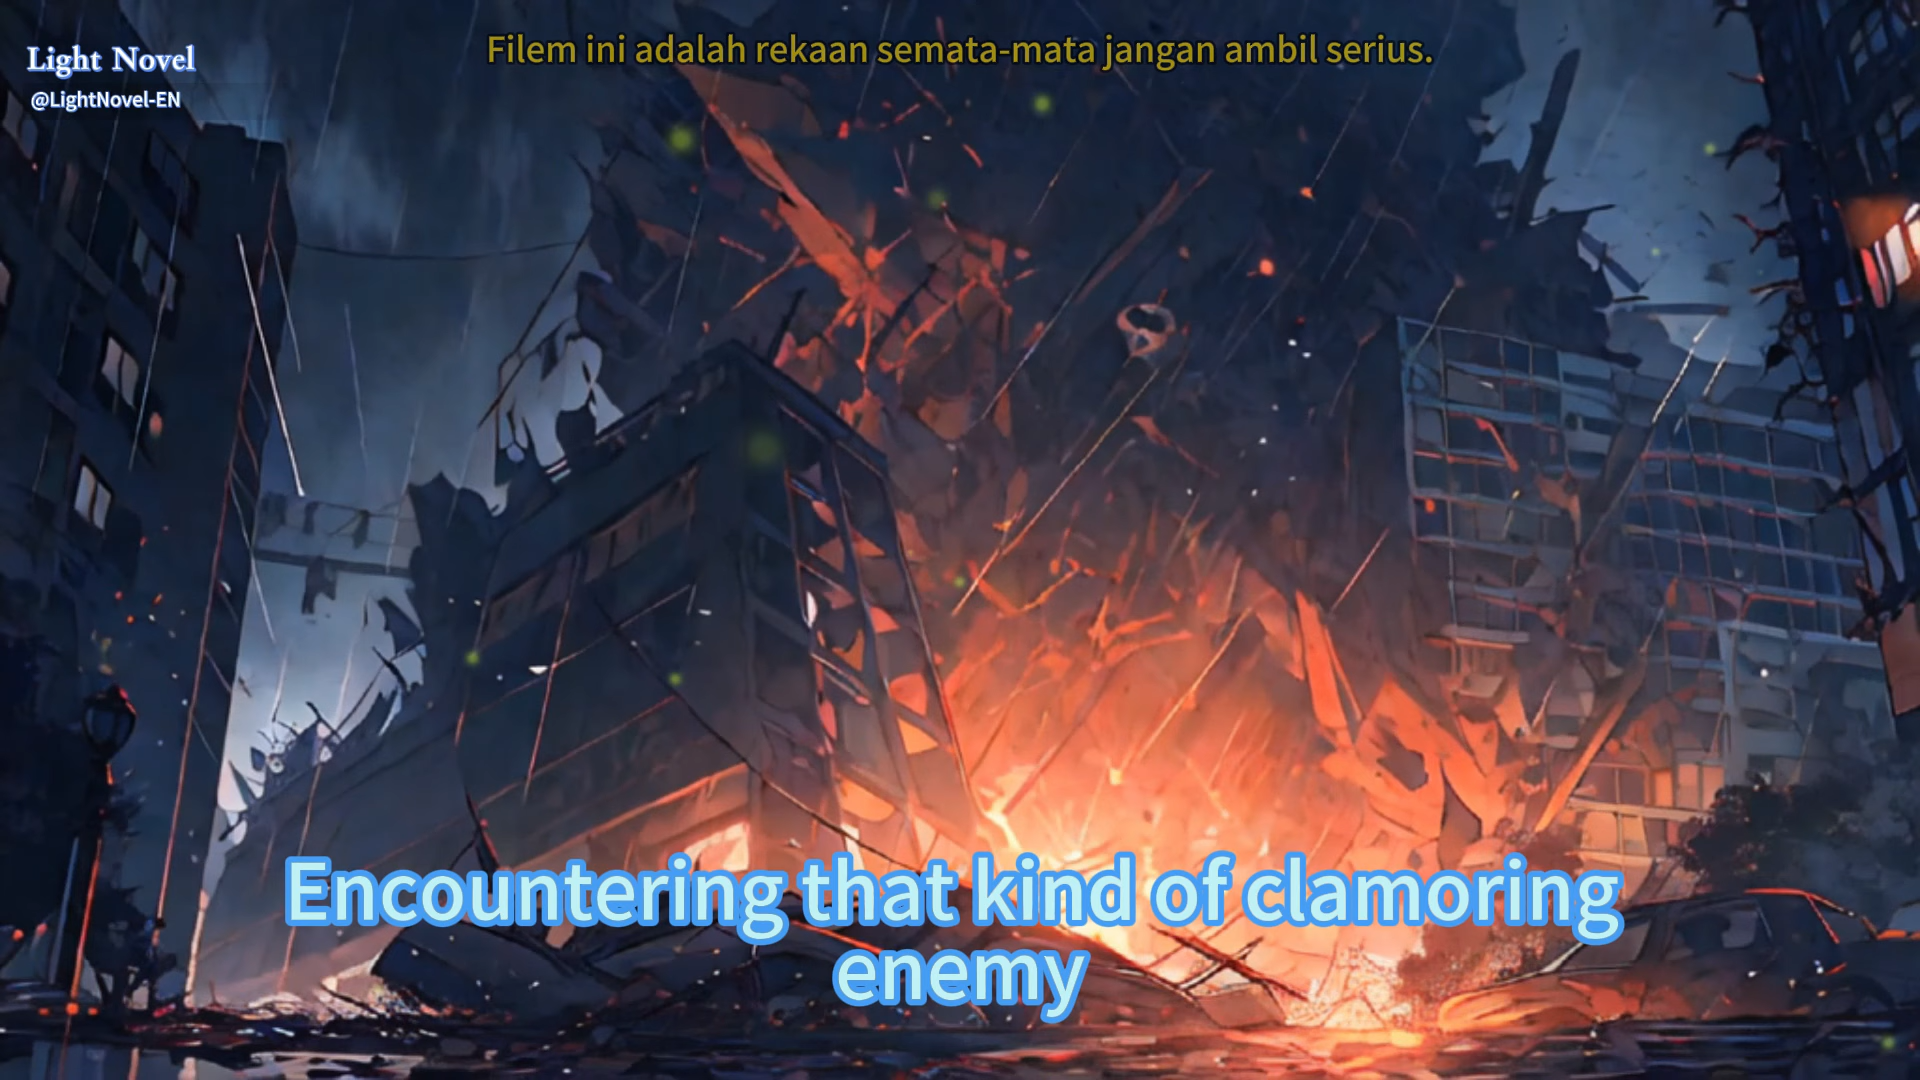 Light Novel
@LightNovel-EN
Filem ini adalah rekaan semata-mata jangan ambil serius.
Encountering that kind of clamoring
enemy